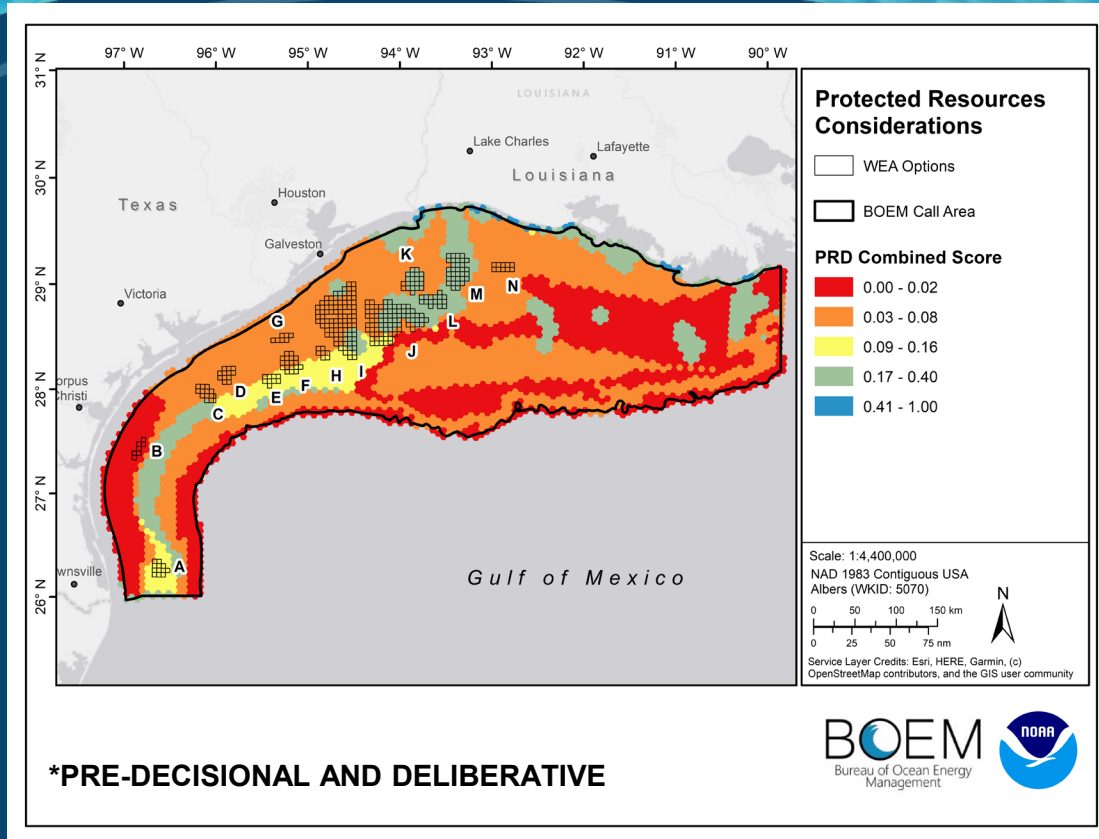 97° W 96° W 95° W 94° W 93° W 92° W 91° W 90° W
31° N
30° N
29° N
28° N
27° N
26° N
LOUISIANA
Lake Charles
Lafayette
Louisiana
Houston
Texas
Galveston
Victoria
orpus
Christi
wnsville
K
N
M
G
L
J
I
H
F
D
E
C
B
A
Gulf of Mexico
Protected Resources
Considerations
WEA Options
BOEM Call Area
PRD Combined Score
0.00 - 0.02
0.03 - 0.08
0.09 - 0.16
0.17 - 0.40
0.41 - 1.00
Scale: 1:4,400,000
NAD 1983 Contiguous USA
Albers (WKID: 5070)
N
0 50 100 150 km
0 25 50 75 nm
Service Layer Credits: Esri, HERE, Garmin, (c)
OpenStreetMap contributors, and the GIS user community
*PRE-DECISIONAL AND DELIBERATIVE
BOEM
Bureau of Ocean Energy
Management
NOAA